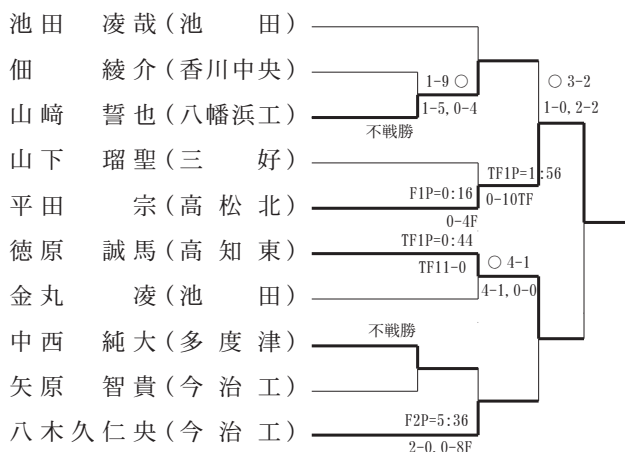 池田 凌哉(池田)
佃 綾介(香川中央)
1-9 ○
○ 3-2
山﨑 誓也(八幡浜工)
1-5, 0-4
1-0, 2-2
不戦勝
山下 瑠聖(三好)
TF1P=1:56
平田 宗(高松北)
F1P=0:16
0-10TF
0-4F
徳原 誠馬(高知東)
TF1P=0:44
TF11-0
○ 4-1
金丸 凌(池田)
4-1, 0-0
中西 純大(多度津)
不戦勝
矢原 智貴(今治工)
八木久仁央(今治工)
F2P=5:36
2-0, 0-8F